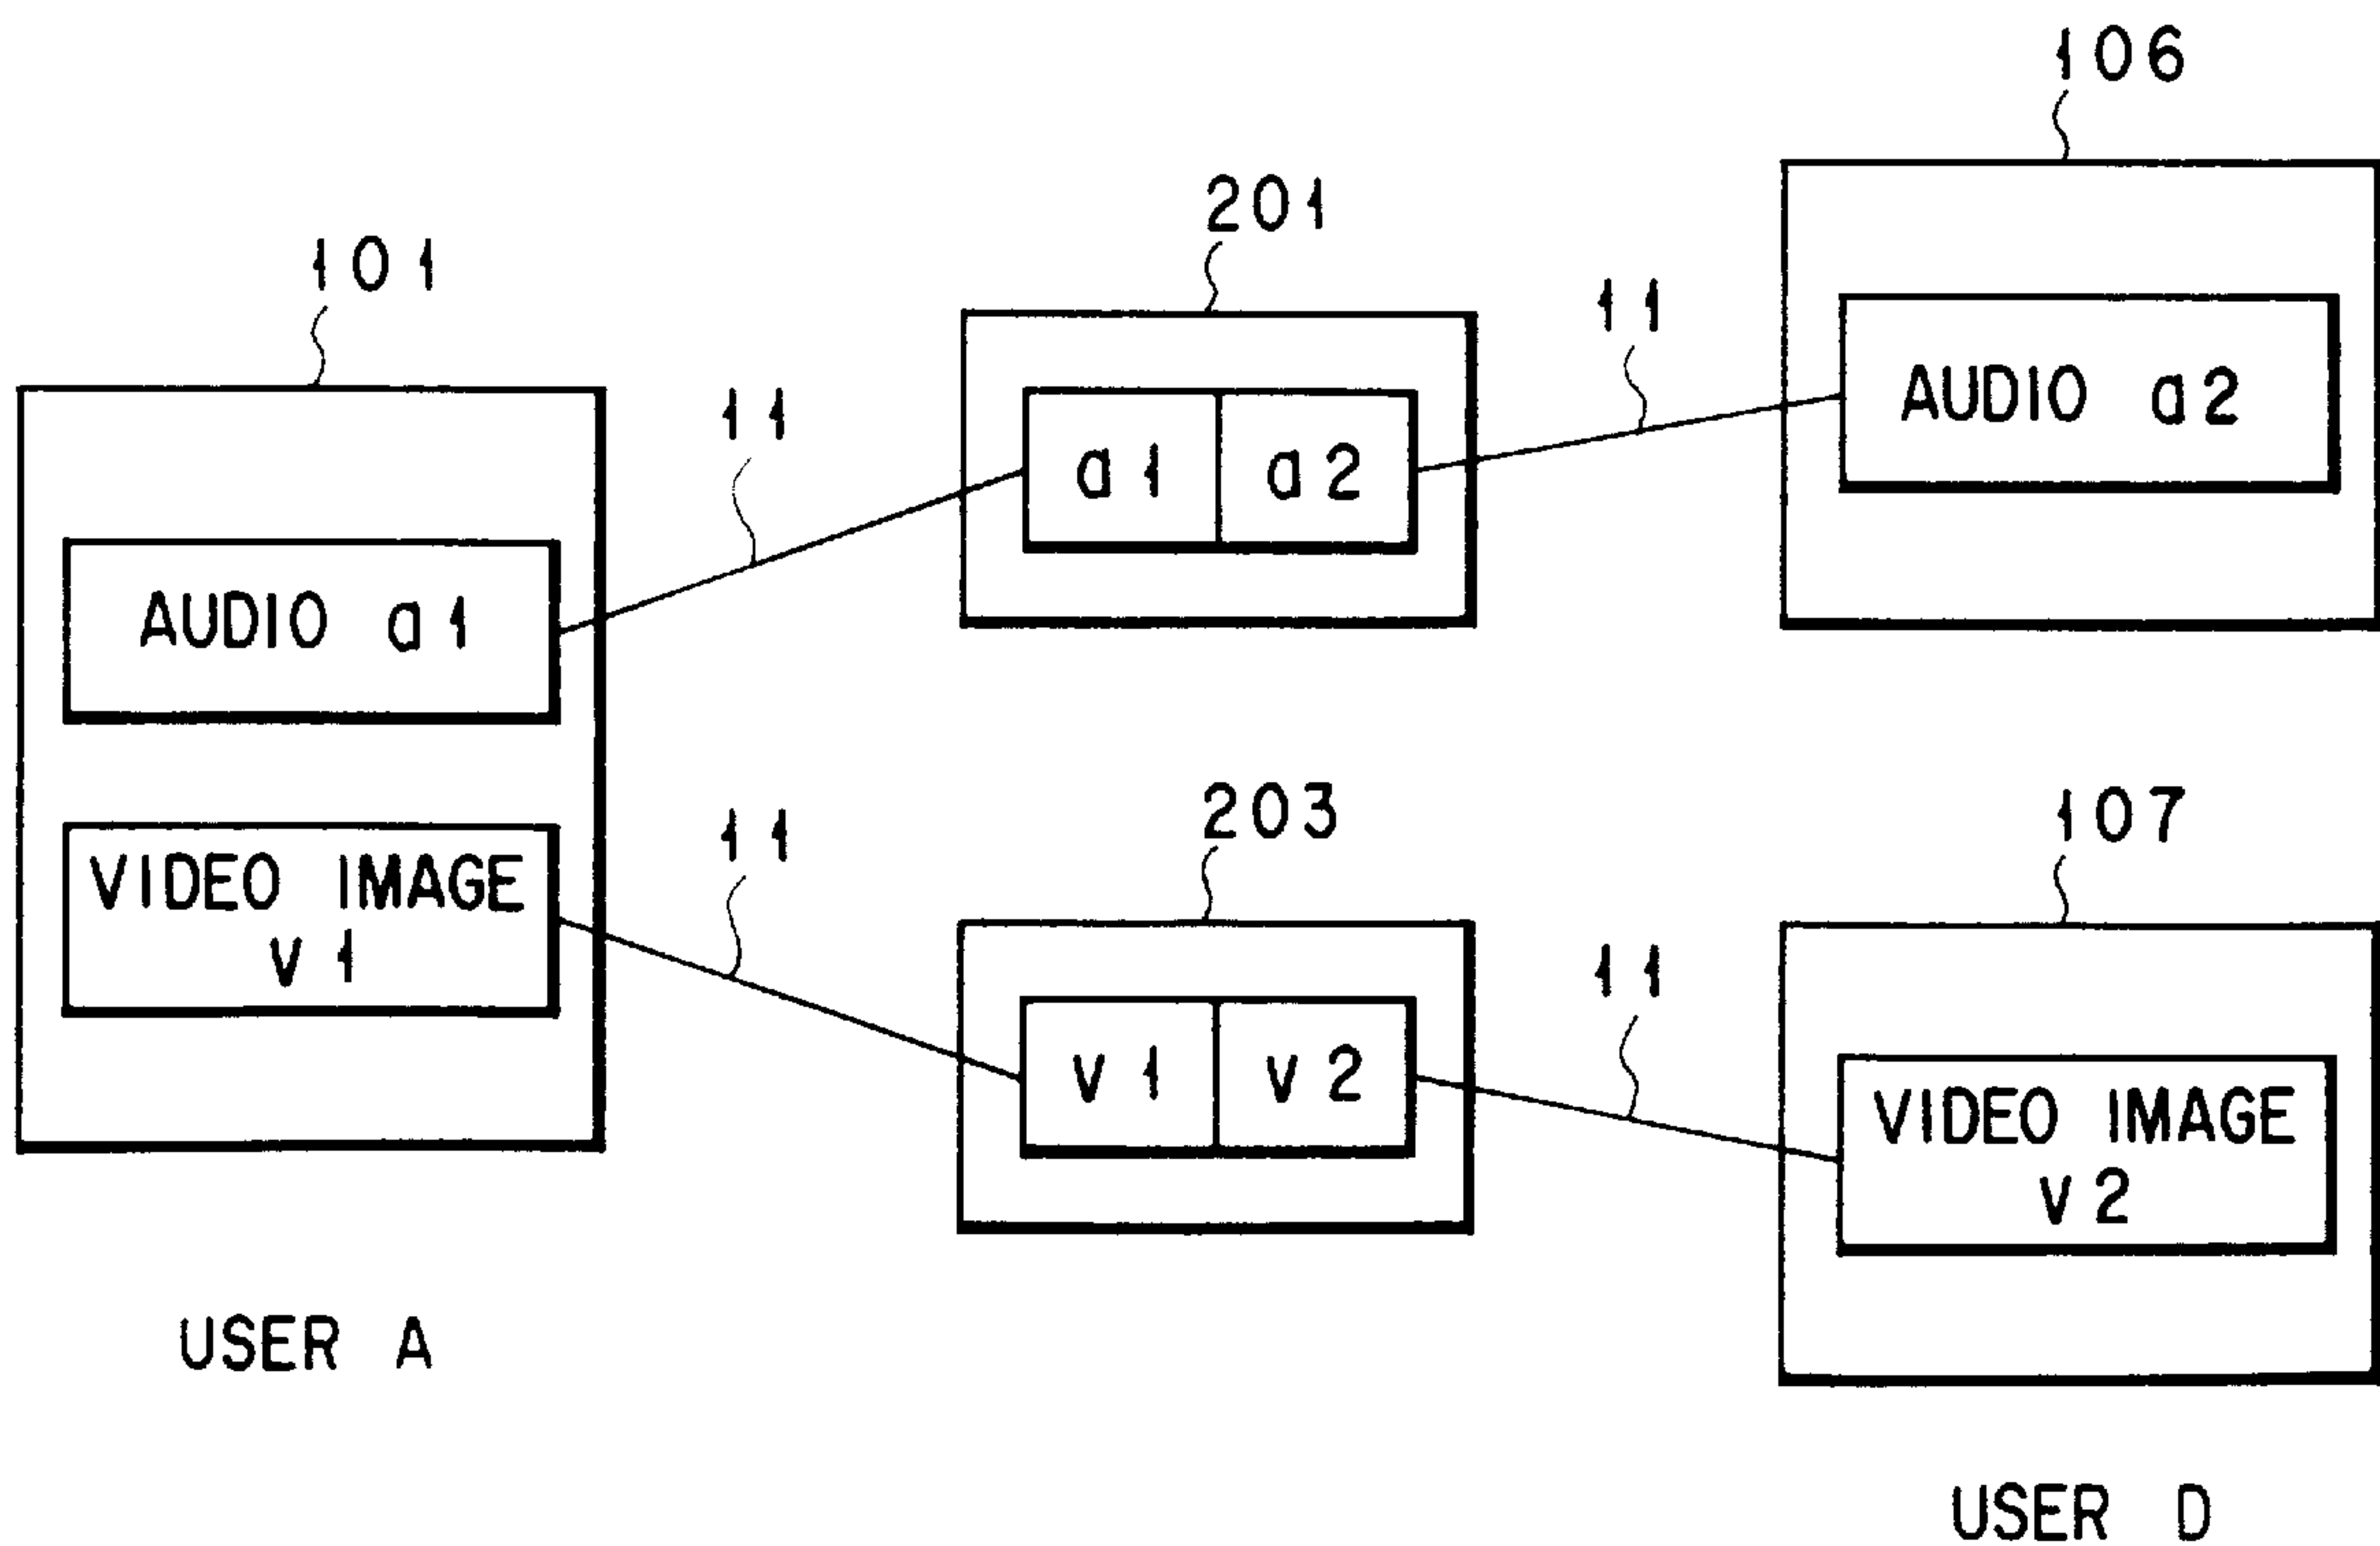 106
201
101
11
11
AUDIO a2
a1 a2
AUDIO a1
203
107
11
VIDEO IMAGE
v1
11
v1 v2
VIDEO IMAGE
v2
USER A
USER D